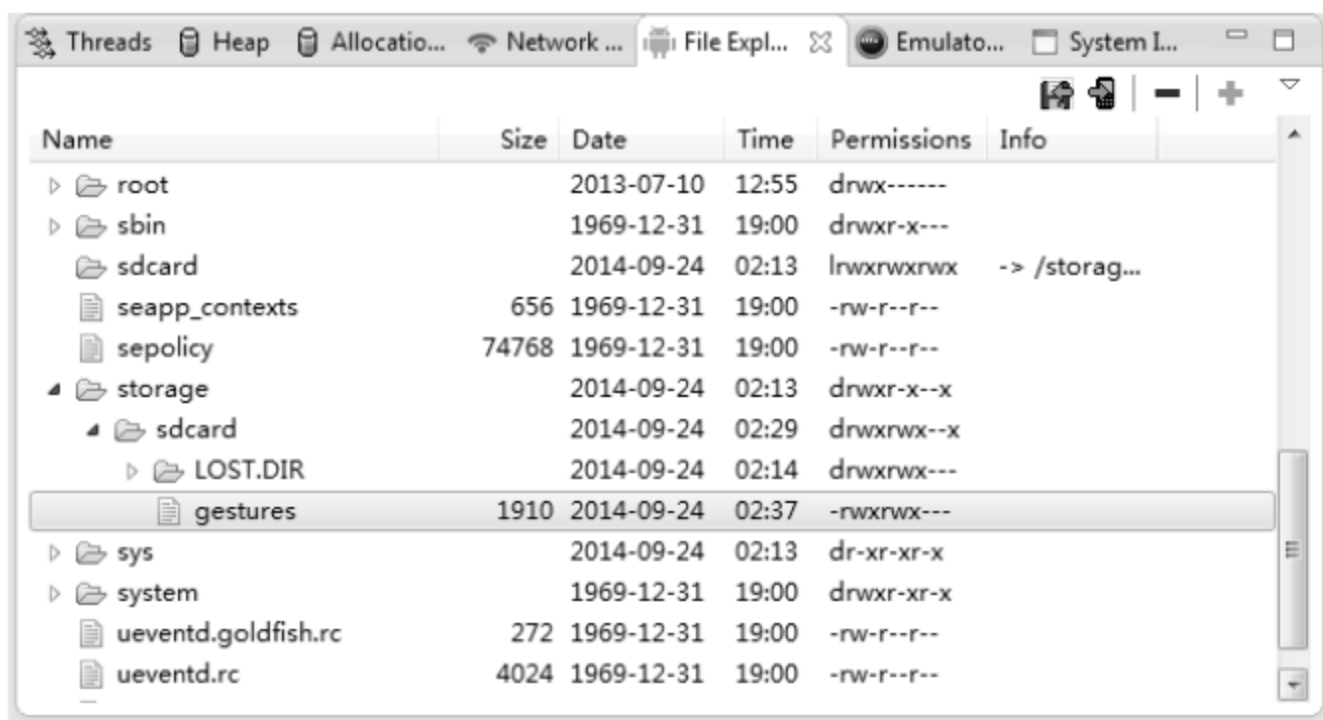 Threads Heap Allocatio... Network ... File Expl... Emulato... System I...
Name Size Date Time Permissions Info
root 2013-07-10 12:55 drwx------
sbin 1969-12-31 19:00 drwxr-x---
sdcard 2014-09-24 02:13 lrwxrwxrwx -> /storag...
seapp_contexts 656 1969-12-31 19:00 -rw-r--r--
sepolicy 74768 1969-12-31 19:00 -rw-r--r--
storage 2014-09-24 02:13 drwxr-x--x
sdcard 2014-09-24 02:29 drwxrwx--x
LOST.DIR 2014-09-24 02:14 drwxrwx---
gestures 1910 2014-09-24 02:37 -rwxrwx---
sys 2014-09-24 02:13 dr-xr-xr-x
system 1969-12-31 19:00 drwxr-xr-x
ueventd.goldfish.rc 272 1969-12-31 19:00 -rw-r--r--
ueventd.rc 4024 1969-12-31 19:00 -rw-r--r--